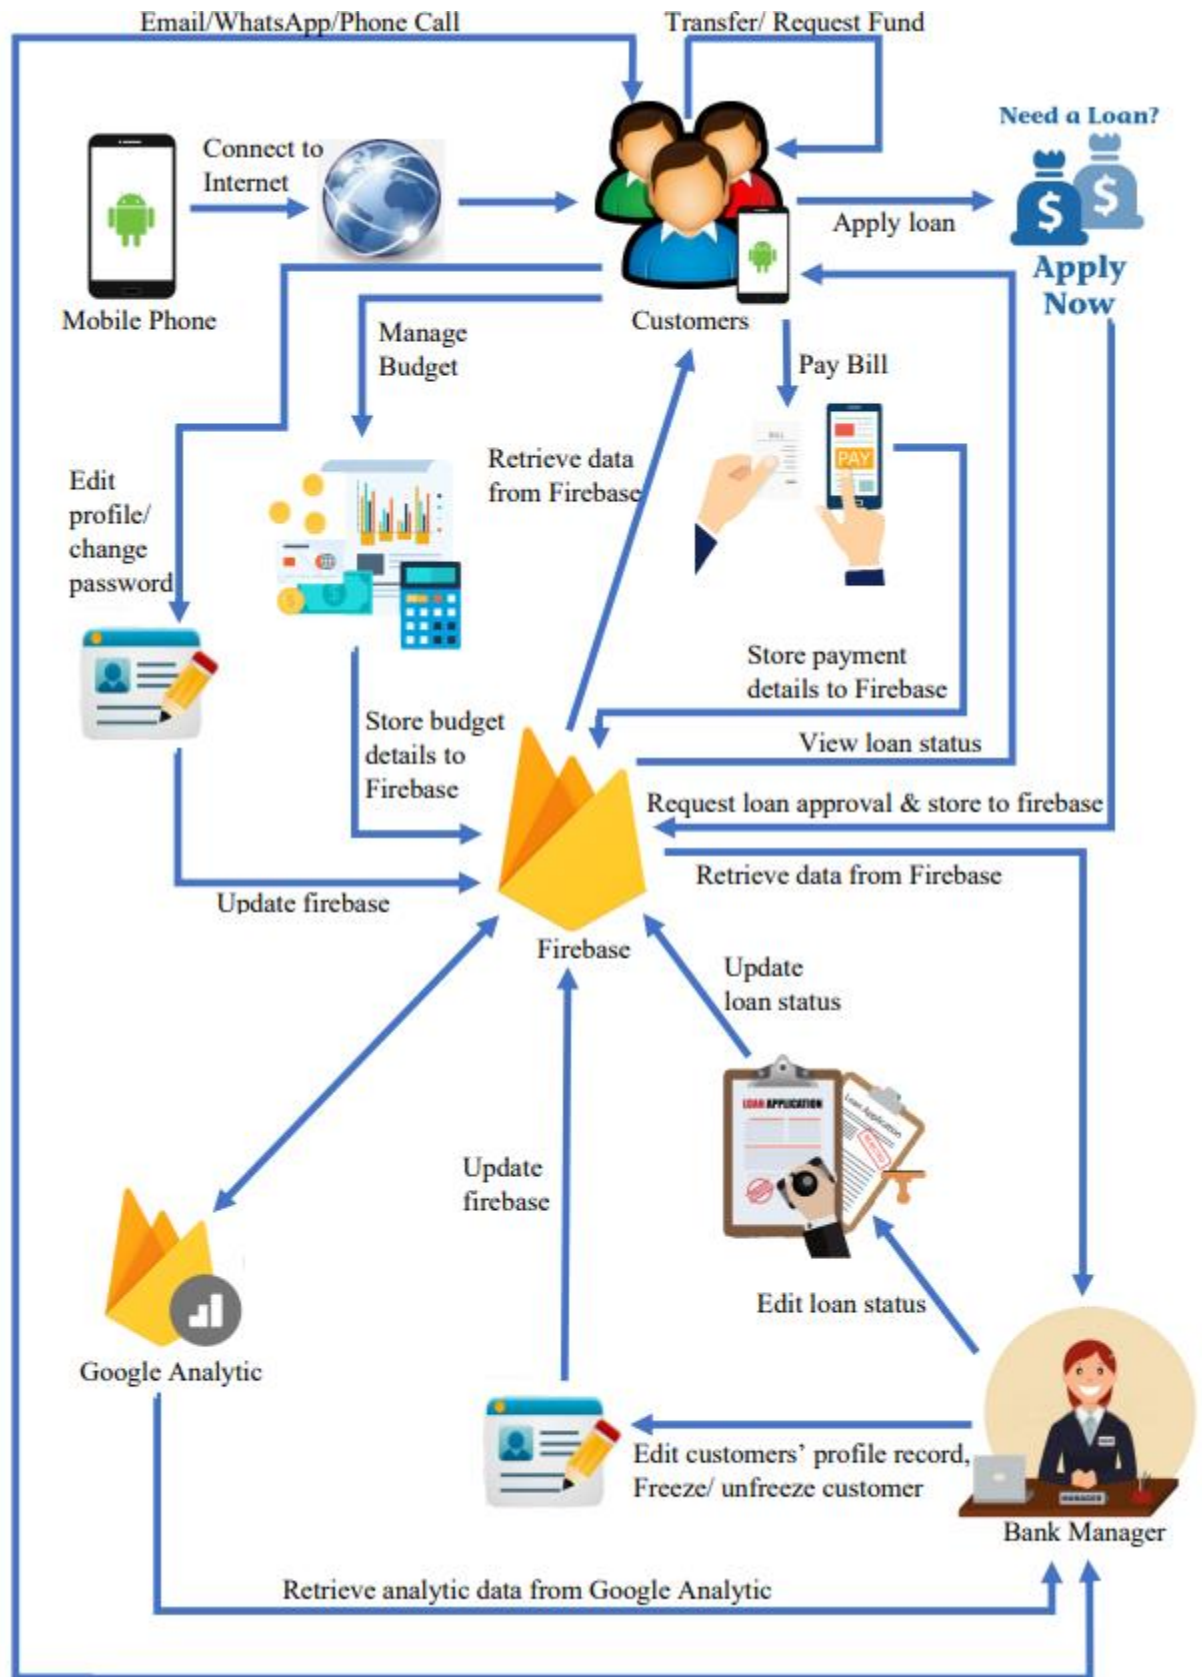 Email/WhatsApp/Phone Call
Transfer/ Request Fund
Need a Loan?
Connect to
Internet
Apply loan
Apply
Now
Mobile Phone
Customers
Manage
Budget
Pay Bill
BILL
PAY
Retrieve data
from Firebase
Edit
profile/
change
password
Store payment
details to Firebase
Store budget
details to
Firebase
View loan status
Request loan approval & store to firebase
Retrieve data from Firebase
Update firebase
Firebase
Update
loan status
LOAN APPLICATION
Loan Application
Update
firebase
Edit loan status
Google Analytic
Edit customers’ profile record,
Freeze/ unfreeze customer
MANAGER
Bank Manager
Retrieve analytic data from Google Analytic